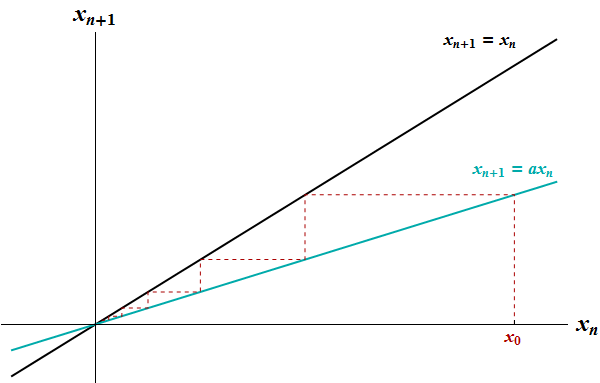 xₙ₊₁
xₙ₊₁ = xₙ
xₙ₊₁ = axₙ
xₙ
x₀